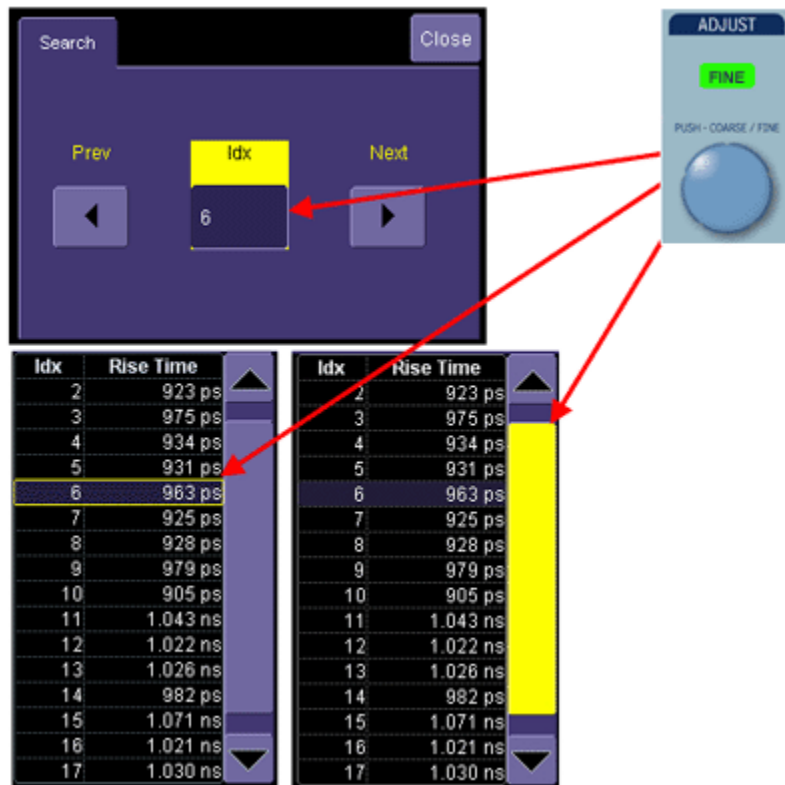 Search
Close
Prev
Idx
Next
6
ADJUST
FINE
PUSH - COARSE / FINE
Idx Rise Time
2 923 ps
3 975 ps
4 934 ps
5 931 ps
6 963 ps
7 925 ps
8 928 ps
9 979 ps
10 905 ps
11 1.043 ns
12 1.022 ns
13 1.026 ns
14 982 ps
15 1.071 ns
16 1.021 ns
17 1.030 ns
Idx Rise Time
2 923 ps
3 975 ps
4 934 ps
5 931 ps
6 963 ps
7 925 ps
8 928 ps
9 979 ps
10 905 ps
11 1.043 ns
12 1.022 ns
13 1.026 ns
14 982 ps
15 1.071 ns
16 1.021 ns
17 1.030 ns